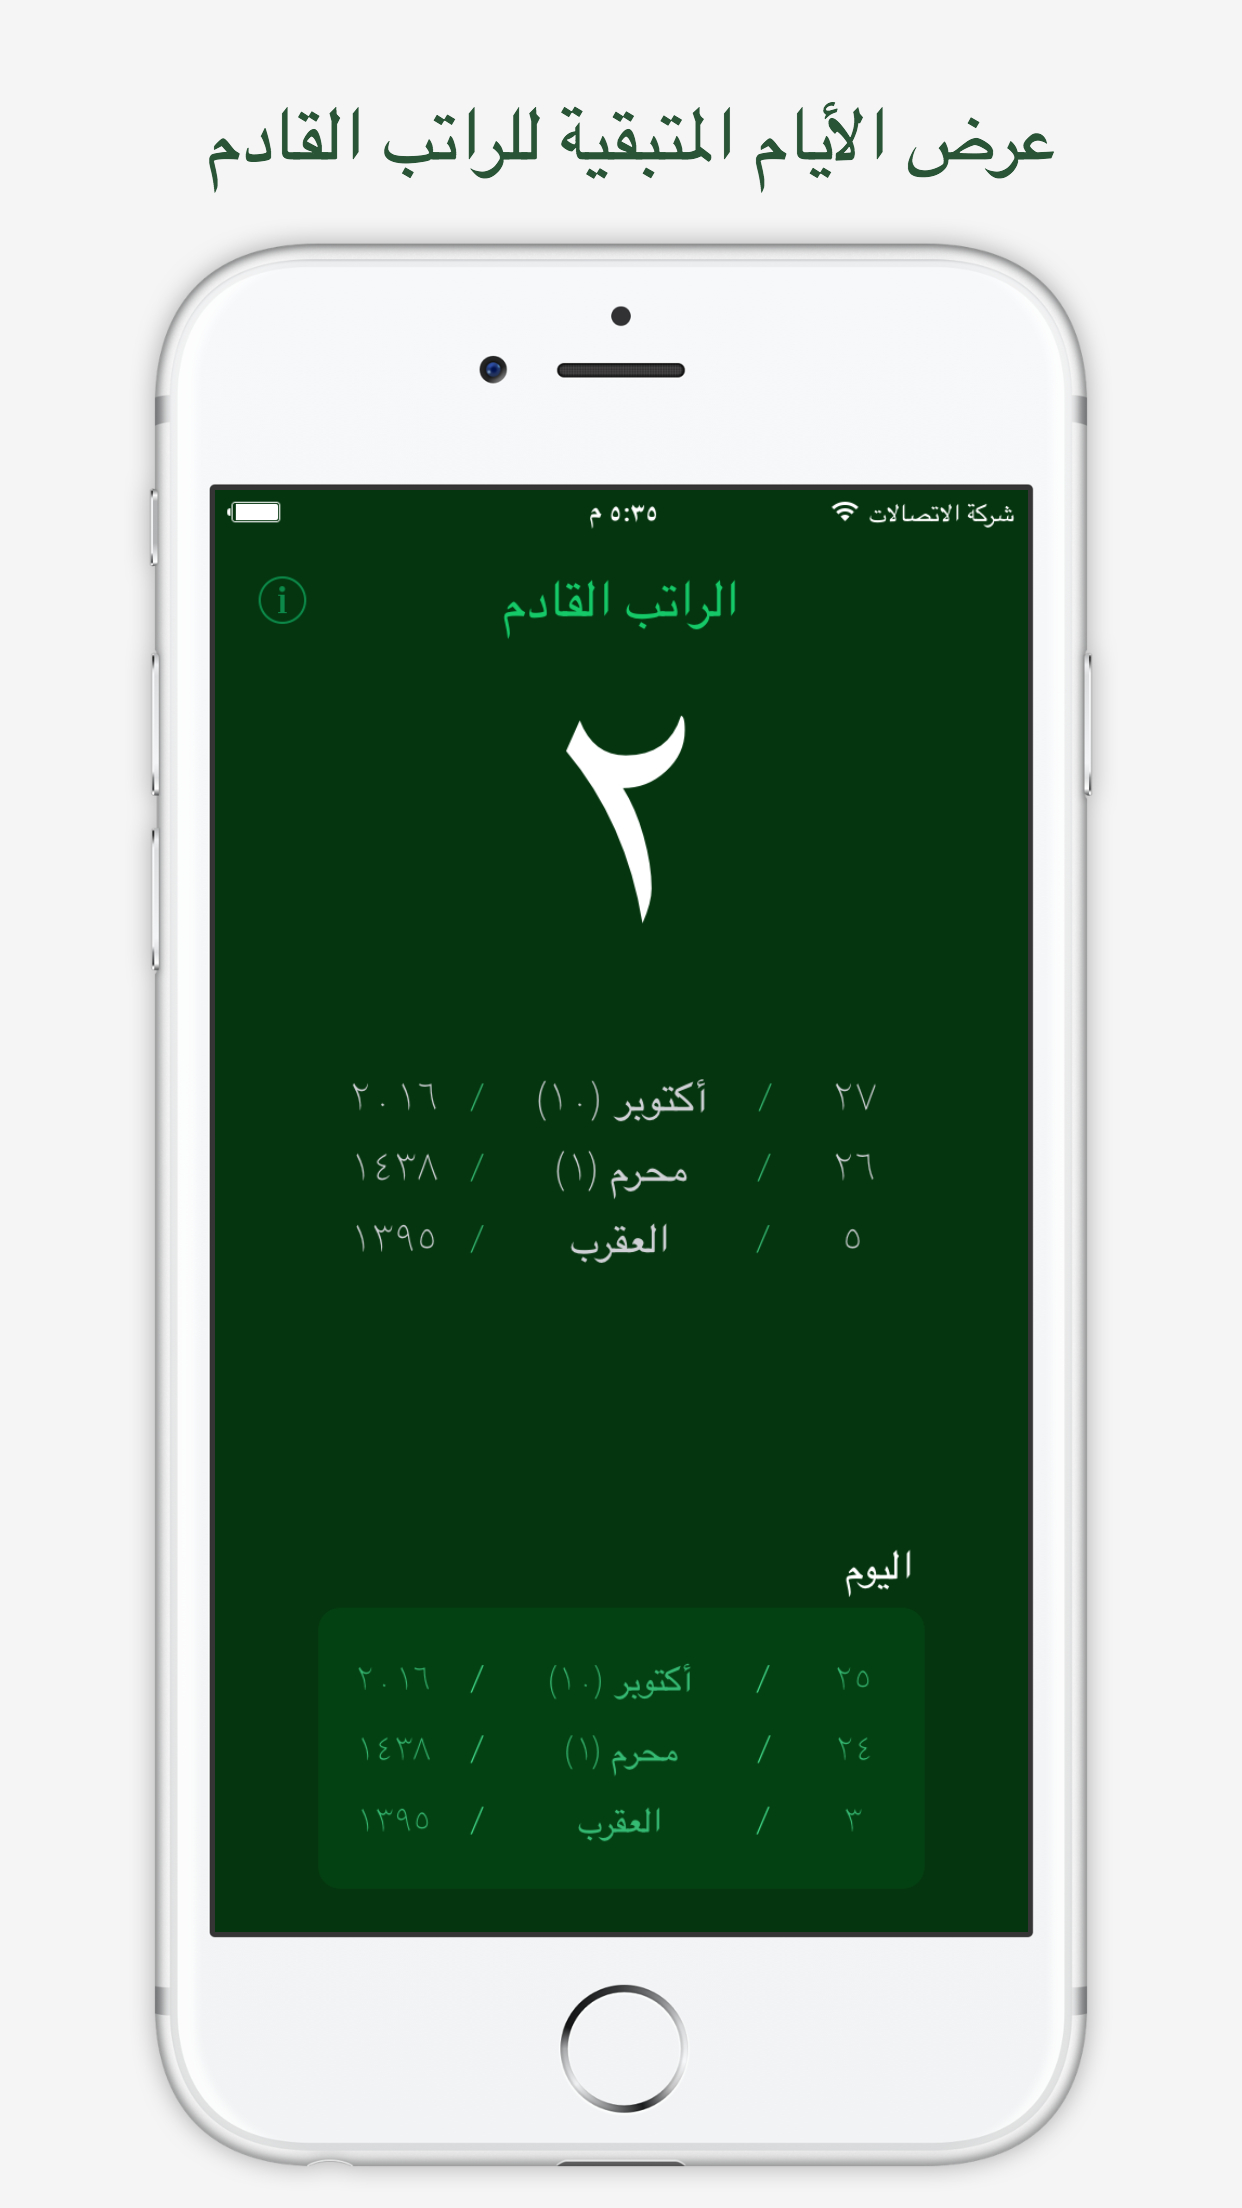 عرض الأيام المتبقية للراتب القادم
شركة الاتصالات ٥:٣٥ م
الراتب القادم
٢
٢٧ / أكتوبر (١٠) / ٢٠١٦
٢٦ / محرم (١) / ١٤٣٨
٥ / العقرب / ١٣٩٥
اليوم
٢٥ / أكتوبر (١٠) / ٢٠١٦
٢٤ / محرم (١) / ١٤٣٨
٣ / العقرب / ١٣٩٥